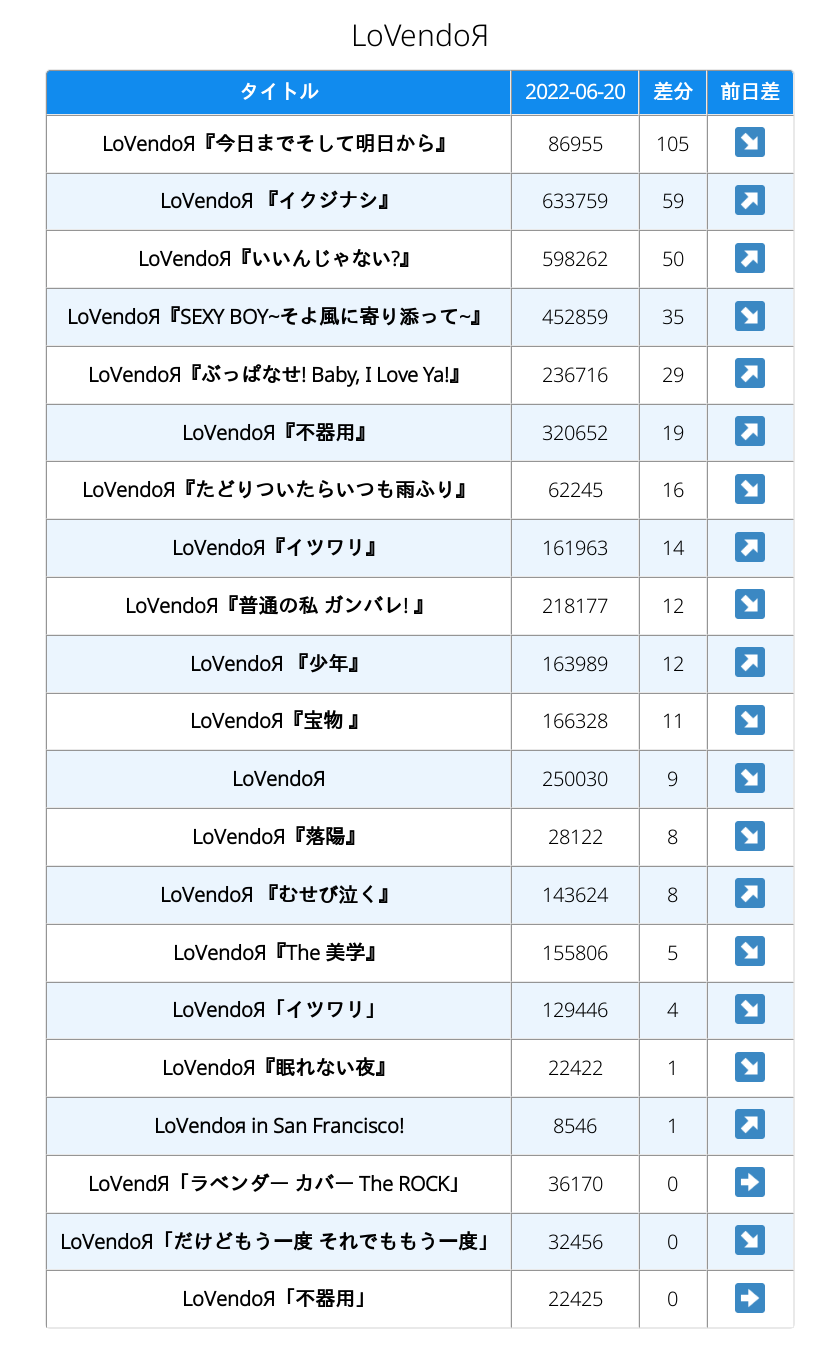 LoVendoЯ
タイトル 2022-06-20 差分 前日差
LoVendoЯ『今日までそして明日から』 86955 105 ↘
LoVendoЯ 『イクジナシ』 633759 59 ↗
LoVendoЯ『いいんじゃない?』 598262 50 ↗
LoVendoЯ『SEXY BOY~そよ風に寄り添って~』 452859 35 ↘
LoVendoЯ『ぶっぱなせ! Baby, I Love Ya!』 236716 29 ↗
LoVendoЯ『不器用』 320652 19 ↗
LoVendoЯ『たどりついたらいつも雨ふり』 62245 16 ↘
LoVendoЯ『イツワリ』 161963 14 ↗
LoVendoЯ『普通の私 ガンバレ! 』 218177 12 ↘
LoVendoЯ 『少年』 163989 12 ↗
LoVendoЯ『宝物 』 166328 11 ↘
LoVendoЯ 250030 9 ↘
LoVendoЯ『落陽』 28122 8 ↘
LoVendoЯ 『むせび泣く』 143624 8 ↗
LoVendoЯ『The 美学』 155806 5 ↘
LoVendoЯ「イツワリ」 129446 4 ↘
LoVendoЯ『眠れない夜』 22422 1 ↘
LoVendoя in San Francisco! 8546 1 ↗
LoVendЯ「ラベンダー カバー The ROCK」 36170 0 ➡
LoVendoЯ「だけどもう一度 それでももう一度」 32456 0 ↘
LoVendoЯ「不器用」 22425 0 ➡